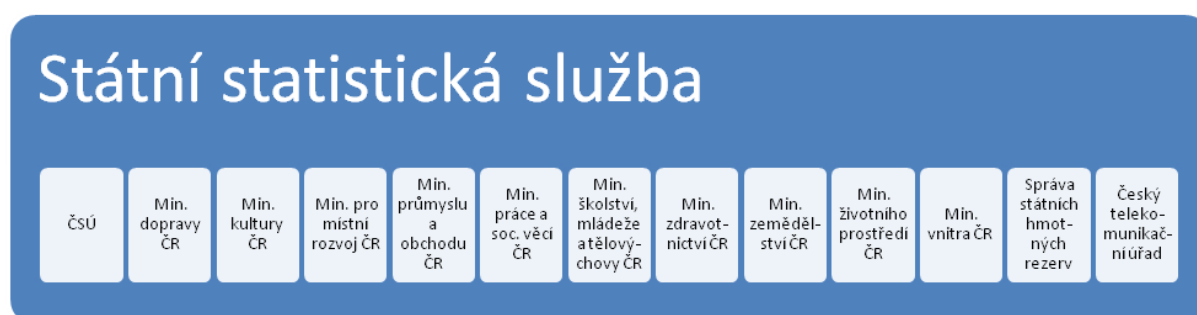 Státní statistická služba
ČSÚ
Min.
dopravy
ČR
Min.
kultury
ČR
Min. pro
místní
rozvoj ČR
Min.
průmyslu
a
obchodu
ČR
Min.
práce a
soc. věcí
ČR
Min.
školství,
mládeže
a tělový-
chovy ČR
Min.
zdravot-
nictví ČR
Min.
zeměděl-
ství ČR
Min.
životního
prostředí
ČR
Min.
vnitra ČR
Správa
státních
hmot-
ných
rezerv
Český
teleko-
munikač-
ní úřad